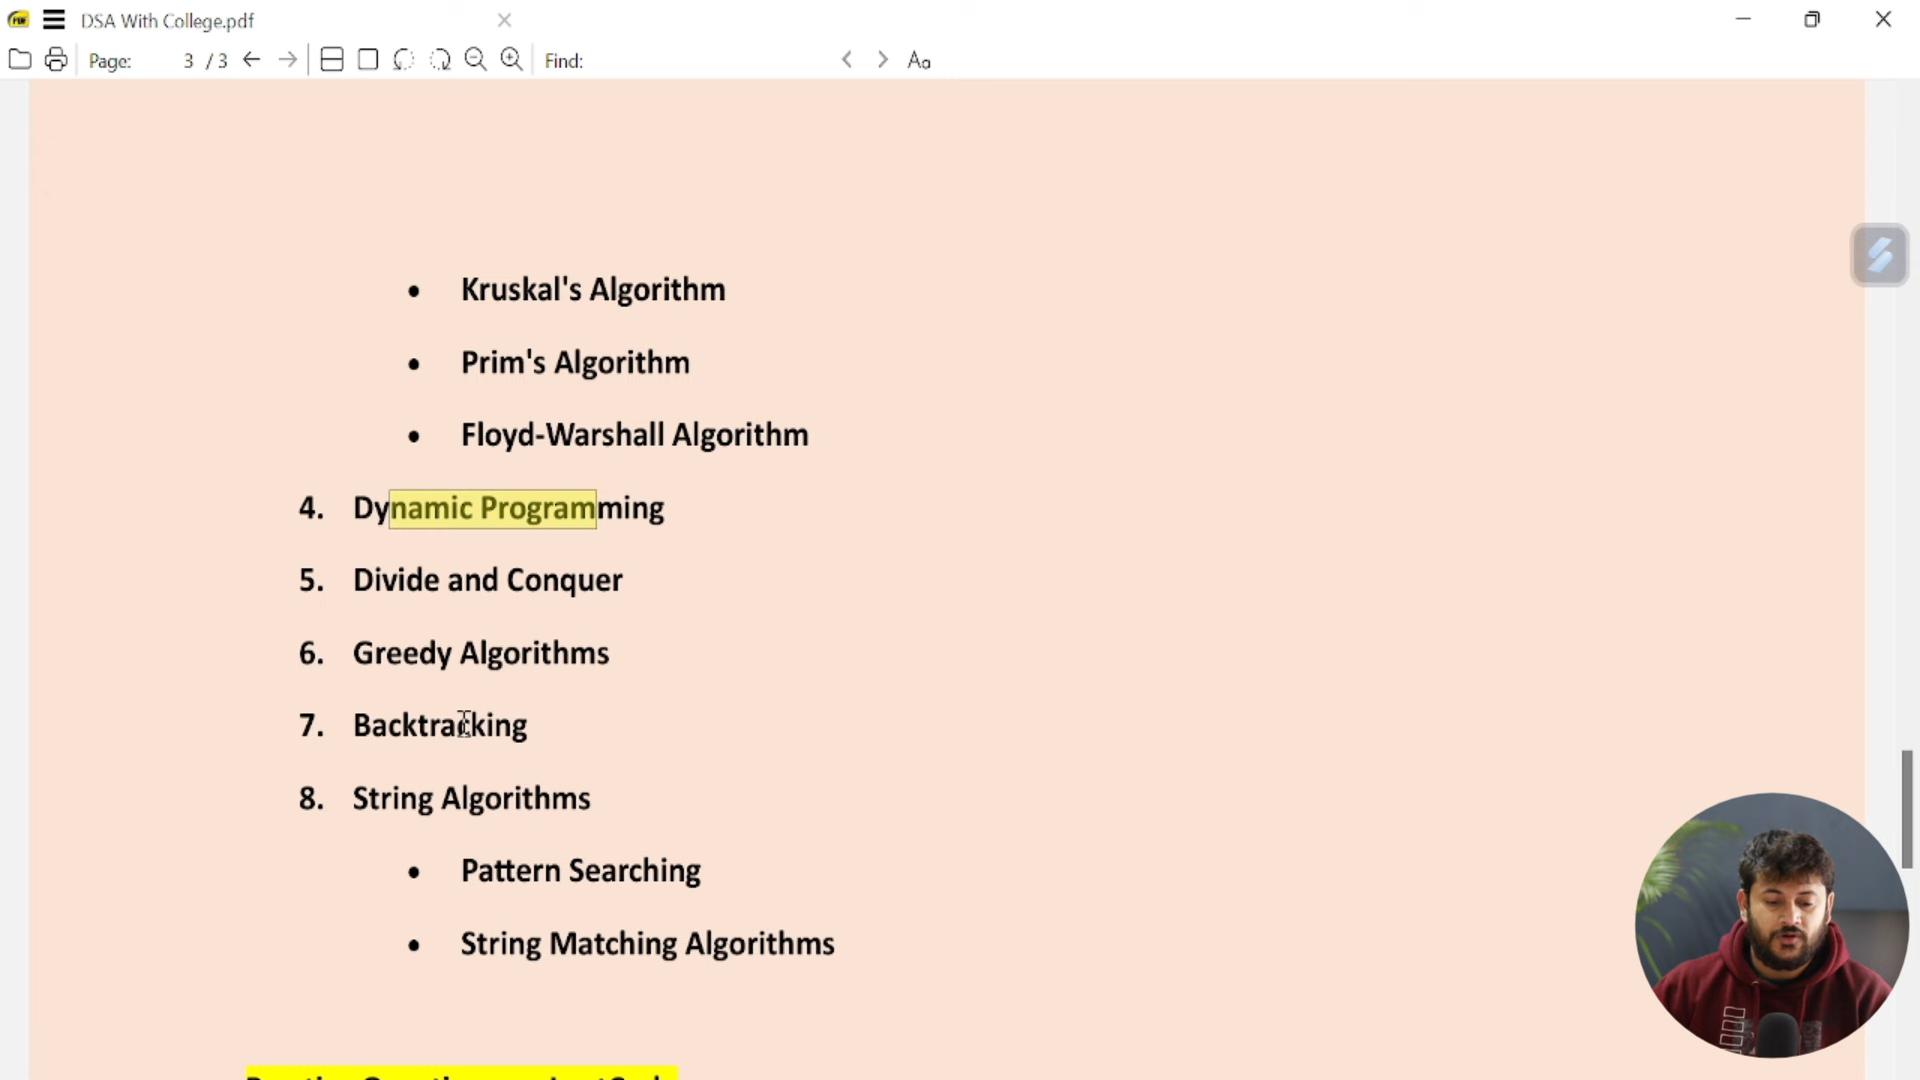 DSA With College.pdf
Page: 3 / 3 Find: Aa
• Kruskal's Algorithm
• Prim's Algorithm
• Floyd-Warshall Algorithm
4. Dynamic Programming
5. Divide and Conquer
6. Greedy Algorithms
7. Backtracking
8. String Algorithms
• Pattern Searching
• String Matching Algorithms